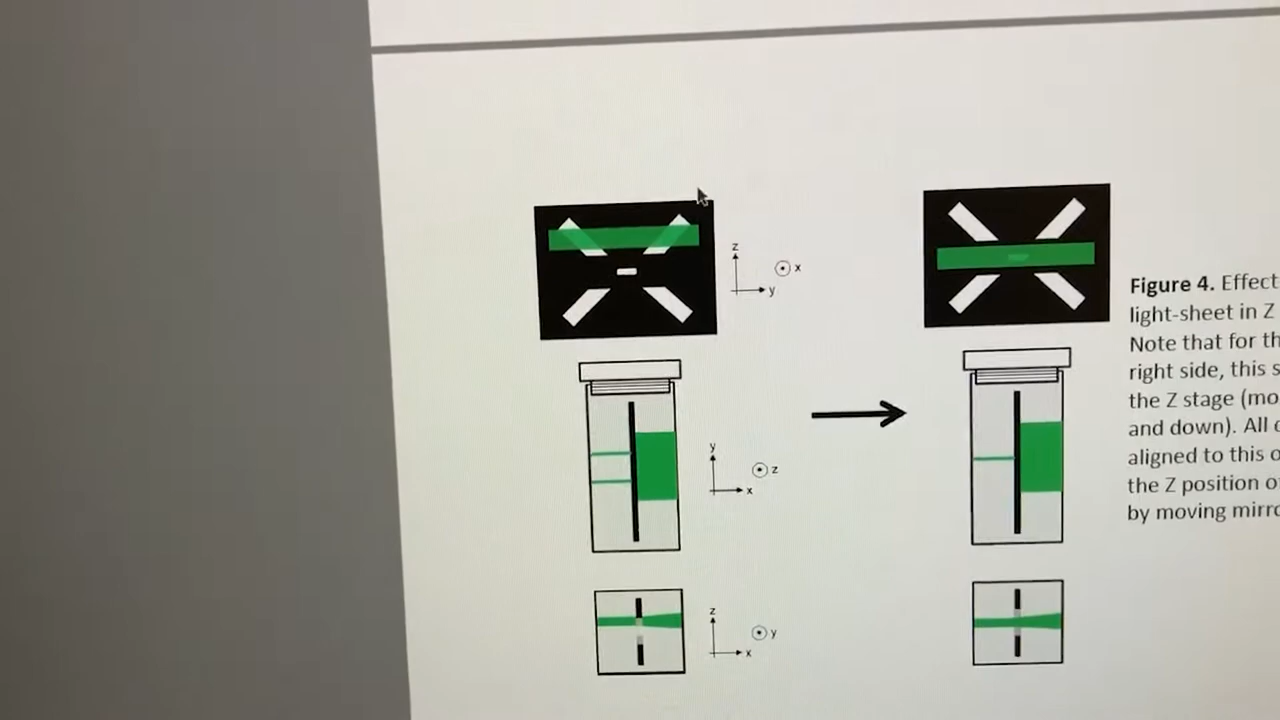 z
x
y
Figure 4. Effect
light-sheet in Z
Note that for th
right side, this s
the Z stage (mo
and down). All
aligned to this o
the Z position of
by moving mirro
y
z
x
z
y
x